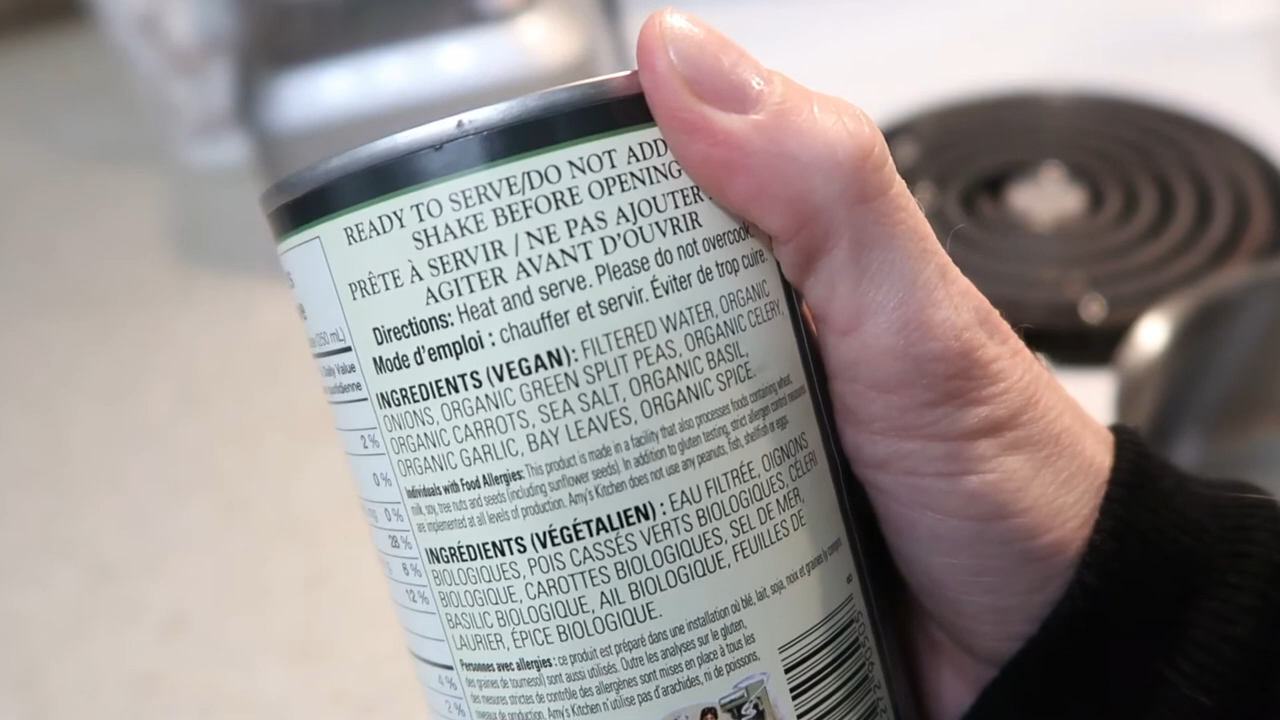 READY TO SERVE/DO NOT ADD
SHAKE BEFORE OPENING
PRÊTE À SERVIR / NE PAS AJOUTER
AGITER AVANT D'OUVRIR
Directions: Heat and serve. Please do not overcook.
Mode d'emploi : chauffer et servir. Éviter de trop cuire.
INGREDIENTS (VEGAN): FILTERED WATER, ORGANIC
ONIONS, ORGANIC GREEN SPLIT PEAS, ORGANIC CELERY,
ORGANIC CARROTS, SEA SALT, ORGANIC BASIL,
ORGANIC GARLIC, BAY LEAVES, ORGANIC SPICE.
Individuals with Food Allergies: This product is made in a facility that also processes foods containing wheat,
milk, soy, tree nuts and seeds (including sunflower seeds). In addition to gluten testing, strict allergen control measures
are implemented at all levels of production. Amy's Kitchen does not use any peanuts, fish, shellfish or eggs.
INGRÉDIENTS (VÉGÉTALIEN) : EAU FILTRÉE, OIGNONS
BIOLOGIQUES, POIS CASSÉS VERTS BIOLOGIQUES, CÉLERI
BIOLOGIQUE, CAROTTES BIOLOGIQUES, SEL DE MER,
BASILIC BIOLOGIQUE, AIL BIOLOGIQUE, FEUILLES DE
LAURIER, ÉPICE BIOLOGIQUE.
Personnes avec allergies : ce produit est préparé dans une installation où blé, lait, soja, noix et graines (y compris
des graines de tournesol) sont aussi utilisés. Outre les analyses sur le gluten,
des mesures strictes de contrôle des allergènes sont mises en place à tous les
niveaux de production. Amy's Kitchen n'utilise pas d'arachides, ni de poissons,
(250 mL)
Daily Value
2 %
0 %
0 %
28 %
6 %
12 %
4 %
2 %